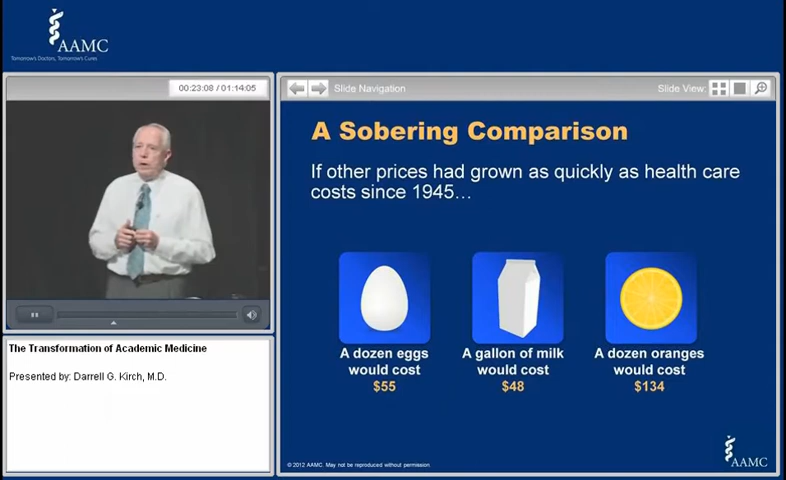 AAMC
Tomorrow's Doctors, Tomorrow's Cures
00:23:08 / 01:14:05
Slide Navigation
Slide View:
A Sobering Comparison
If other prices had grown as quickly as health care
costs since 1945…
A dozen eggs
would cost
$55
A gallon of milk
would cost
$48
A dozen oranges
would cost
$134
The Transformation of Academic Medicine
Presented by: Darrell G. Kirch, M.D.
© 2012 AAMC. May not be reproduced without permission
AAMC